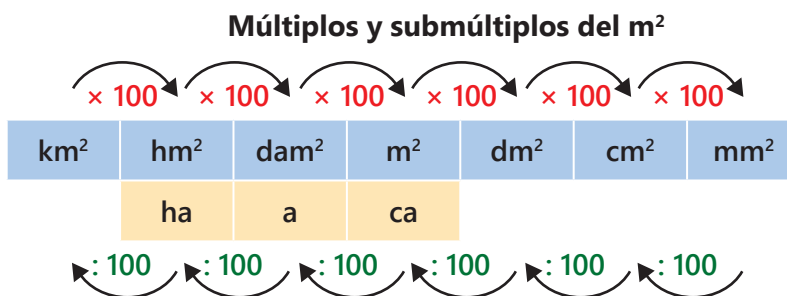 Múltiplos y submúltiplos del m²
× 100 × 100 × 100 × 100 × 100 × 100
km² hm² dam² m² dm² cm² mm²
ha a ca
: 100 : 100 : 100 : 100 : 100 : 100